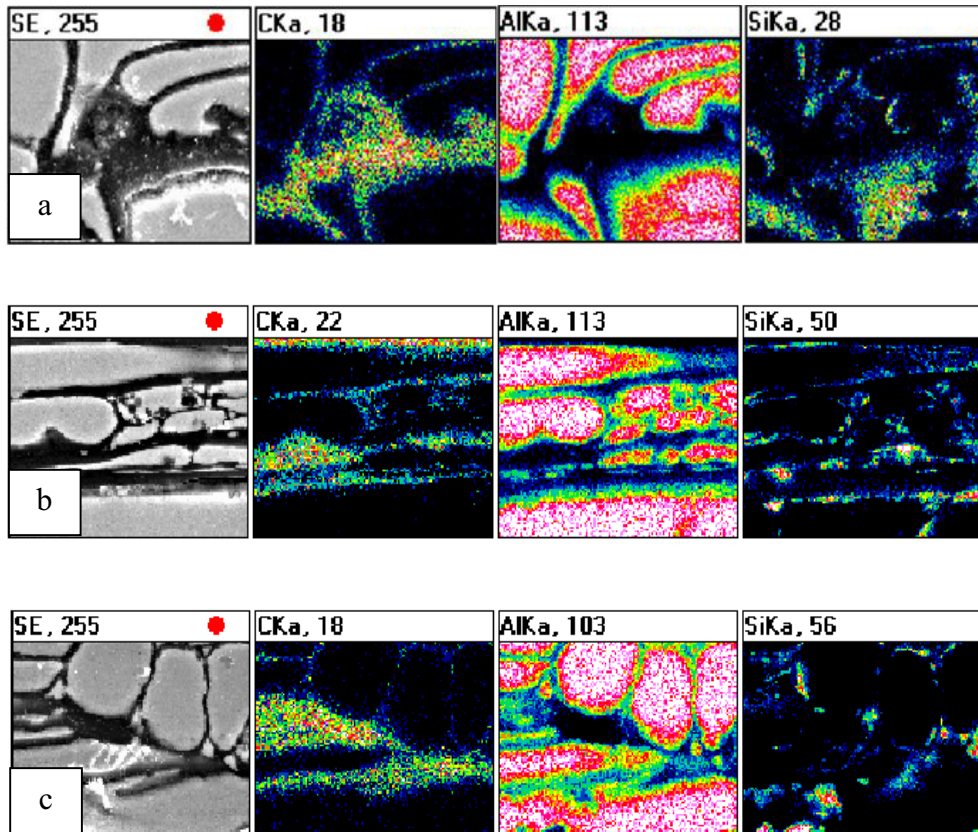 SE, 255
CKa, 18
AlKa, 113
SiKa, 28
a
SE, 255
CKa, 22
AlKa, 113
SiKa, 50
b
SE, 255
CKa, 18
AlKa, 103
SiKa, 56
c